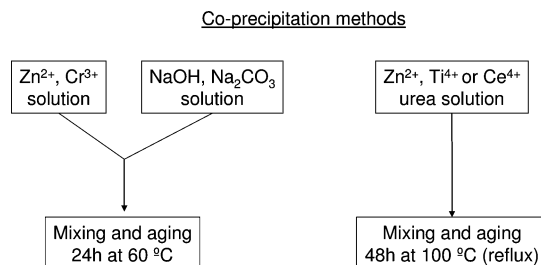 Co-precipitation methods
Zn²⁺, Cr³⁺
solution
NaOH, Na₂CO₃
solution
Zn²⁺, Ti⁴⁺ or Ce⁴⁺
urea solution
Mixing and aging
24h at 60 ºC
Mixing and aging
48h at 100 ºC (reflux)